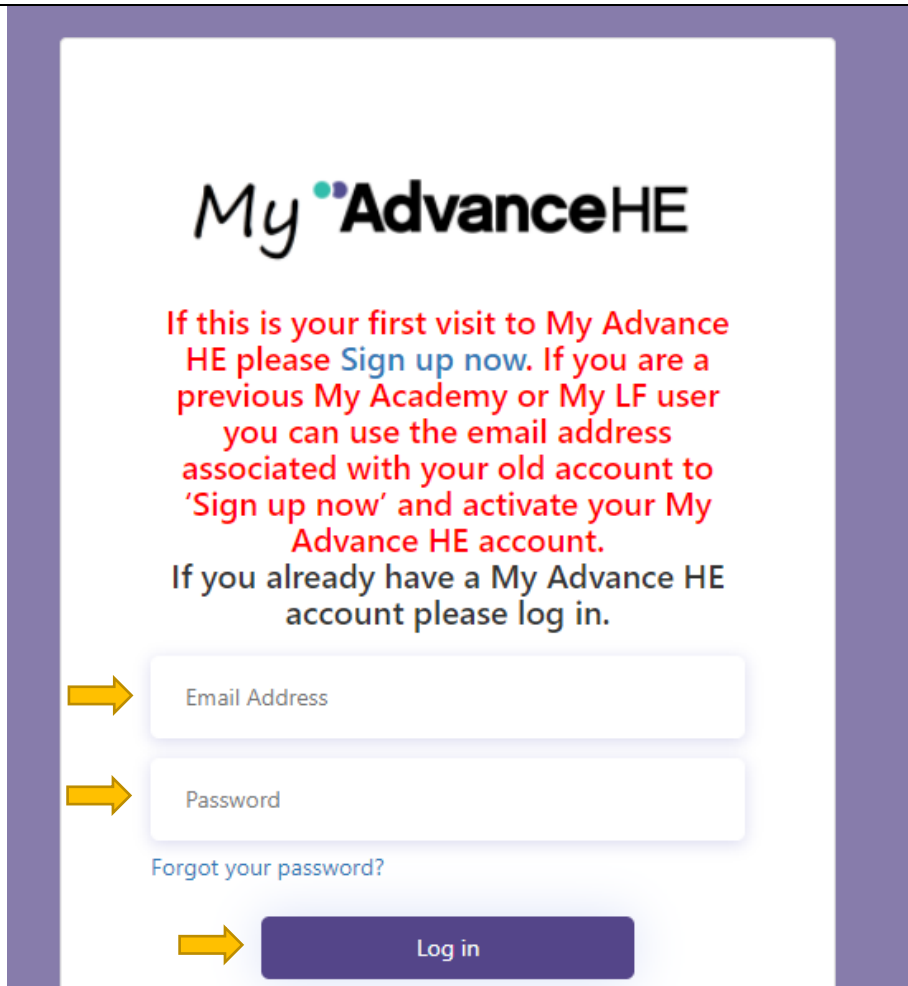 My AdvanceHE
If this is your first visit to My Advance
HE please Sign up now. If you are a
previous My Academy or My LF user
you can use the email address
associated with your old account to
‘Sign up now’ and activate your My
Advance HE account.
If you already have a My Advance HE
account please log in.
Email Address
Password
Forgot your password?
Log in